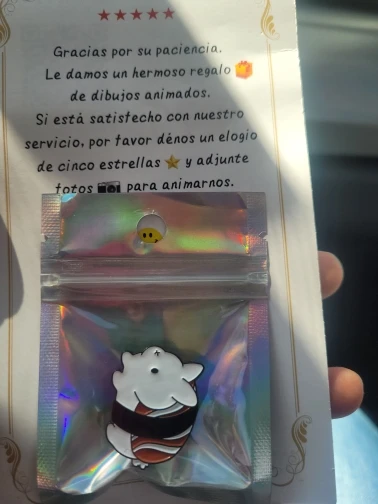 Gracias por su paciencia.
Le damos un hermoso regalo 🎁
de dibujos animados.
Si está satisfecho con nuestro
servicio, por favor dénos un elogio
de cinco estrellas ⭐ y adjunte
fotos 📷 para animarnos.